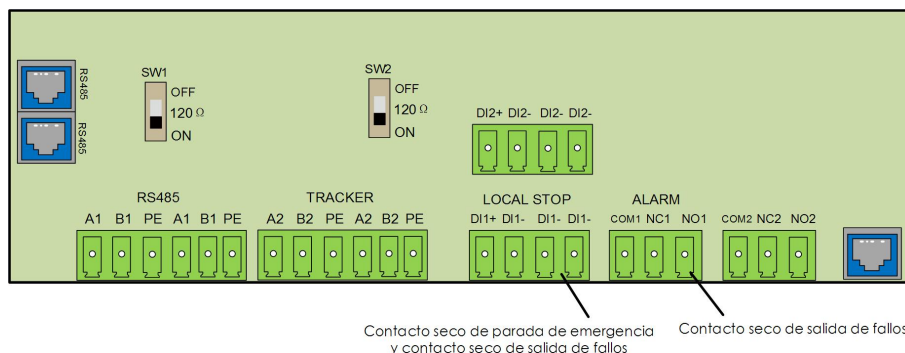 RS485
RS485
SW1
OFF
120 Ω
ON
SW2
OFF
120 Ω
ON
DI2+ DI2- DI2- DI2-
RS485
A1 B1 PE A1 B1 PE
TRACKER
A2 B2 PE A2 B2 PE
LOCAL STOP
DI1+ DI1- DI1- DI1-
ALARM
COM1 NC1 NO1
COM2 NC2 NO2
Contacto seco de parada de emergencia
y contacto seco de salida de fallos
Contacto seco de salida de fallos